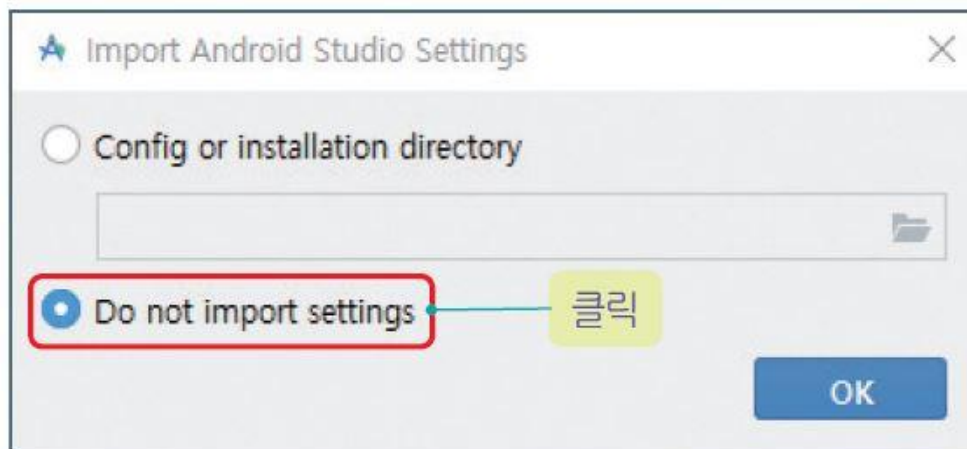 Import Android Studio Settings
Config or installation directory
Do not import settings 클릭
OK